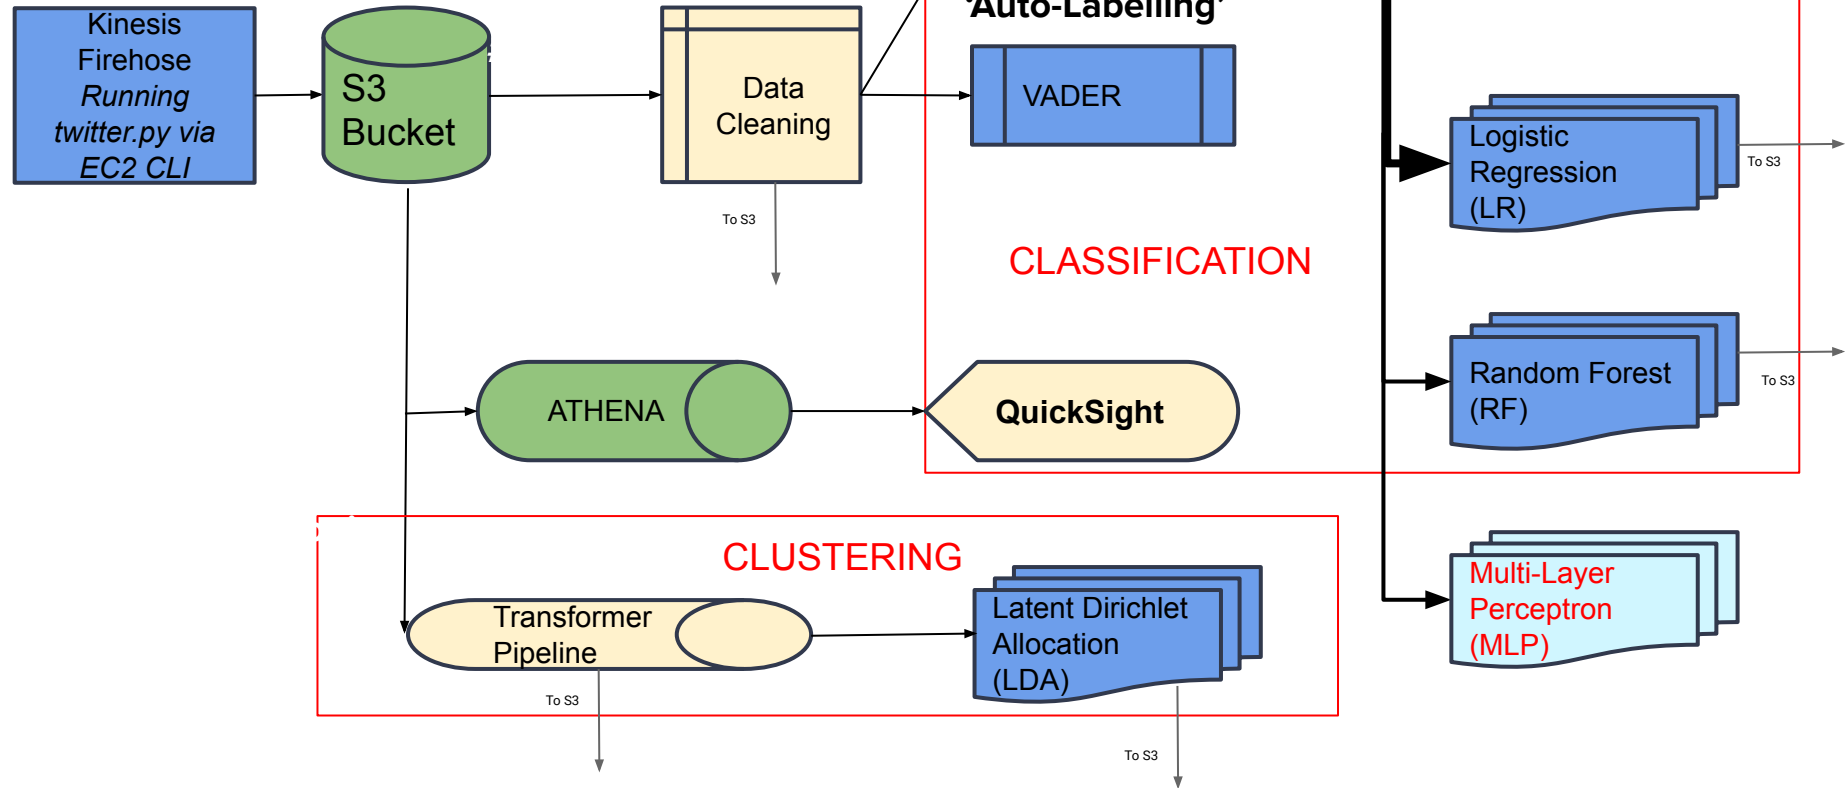 'Auto-Labelling'
Kinesis
Firehose
Running
twitter.py via
EC2 CLI
S3
Bucket
Data
Cleaning
VADER
Logistic
Regression
(LR)
To S3
To S3
CLASSIFICATION
ATHENA
QuickSight
Random Forest
(RF)
To S3
CLUSTERING
Transformer
Pipeline
To S3
Latent Dirichlet
Allocation
(LDA)
To S3
Multi-Layer
Perceptron
(MLP)